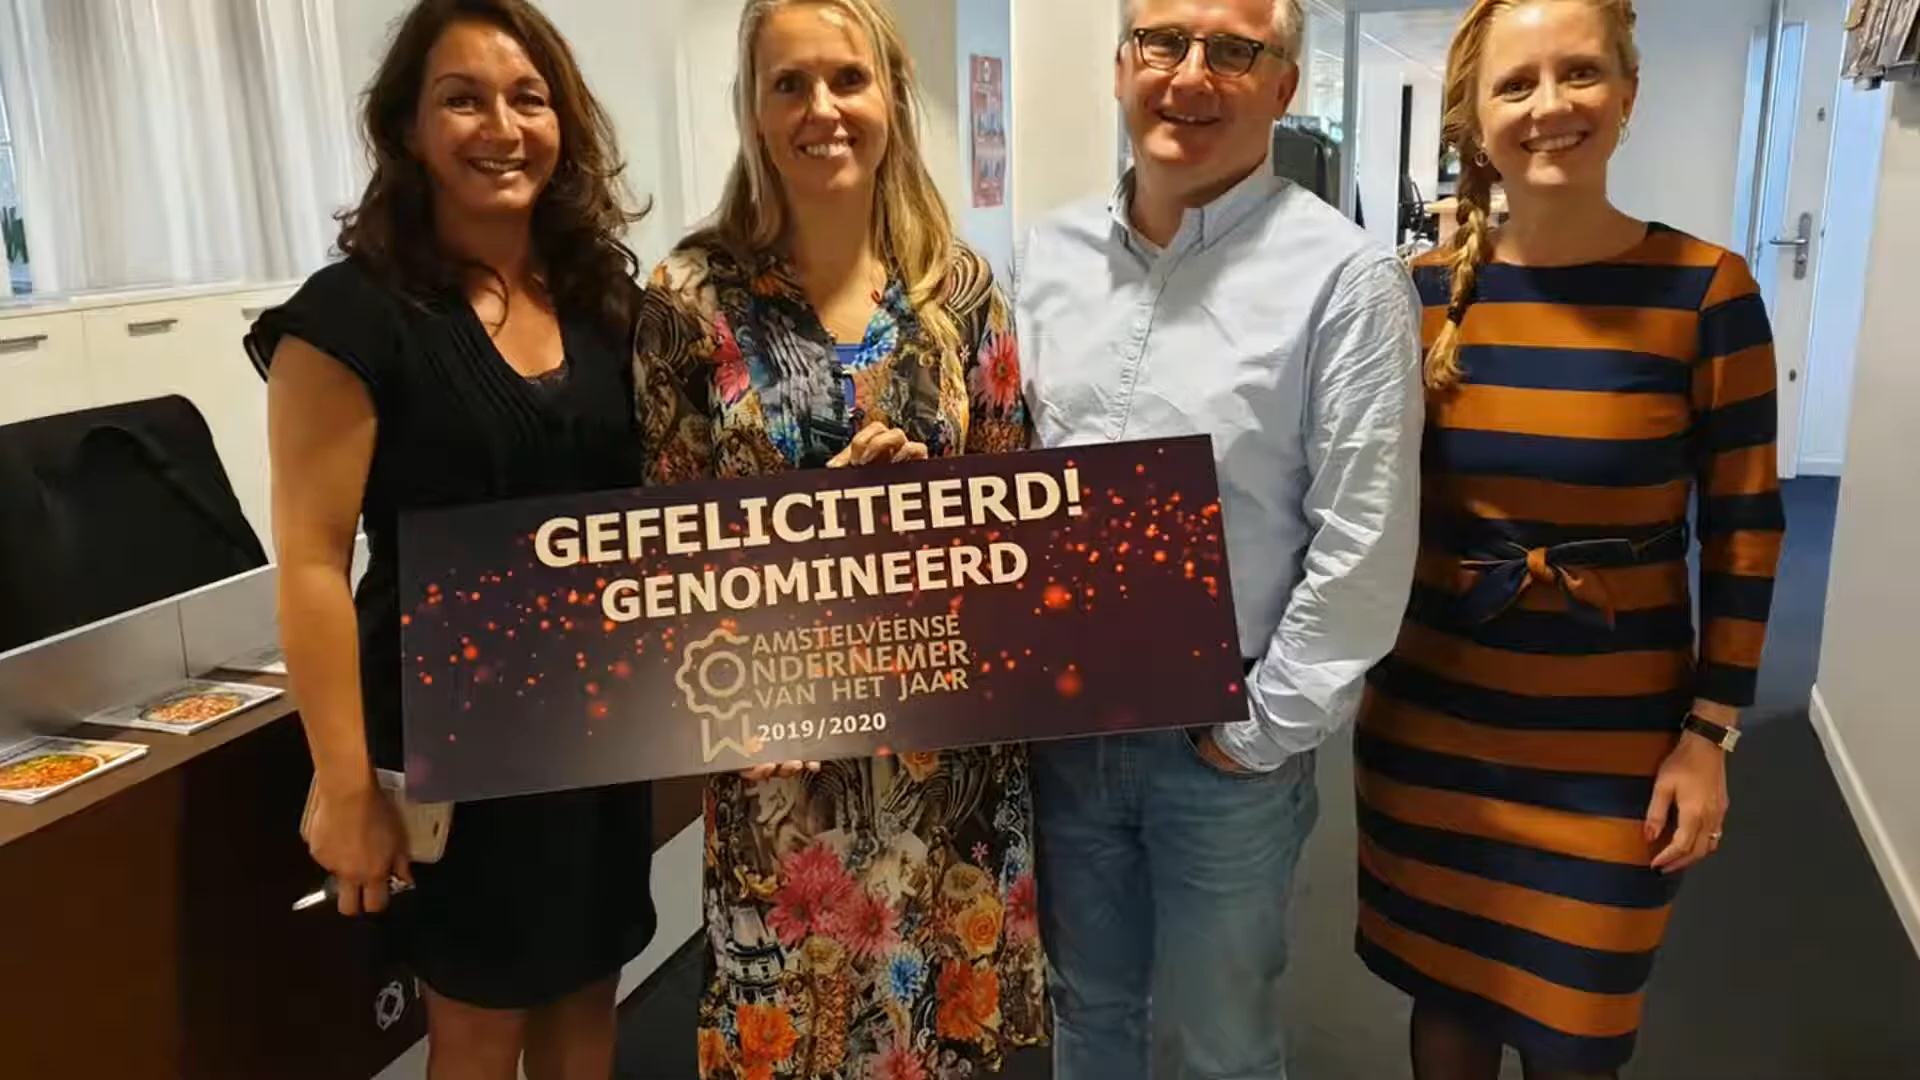 GEFELICITEERD!
GENOMINEERD
AMSTELVEENSE
ONDERNEMER
VAN HET JAAR
2019/2020